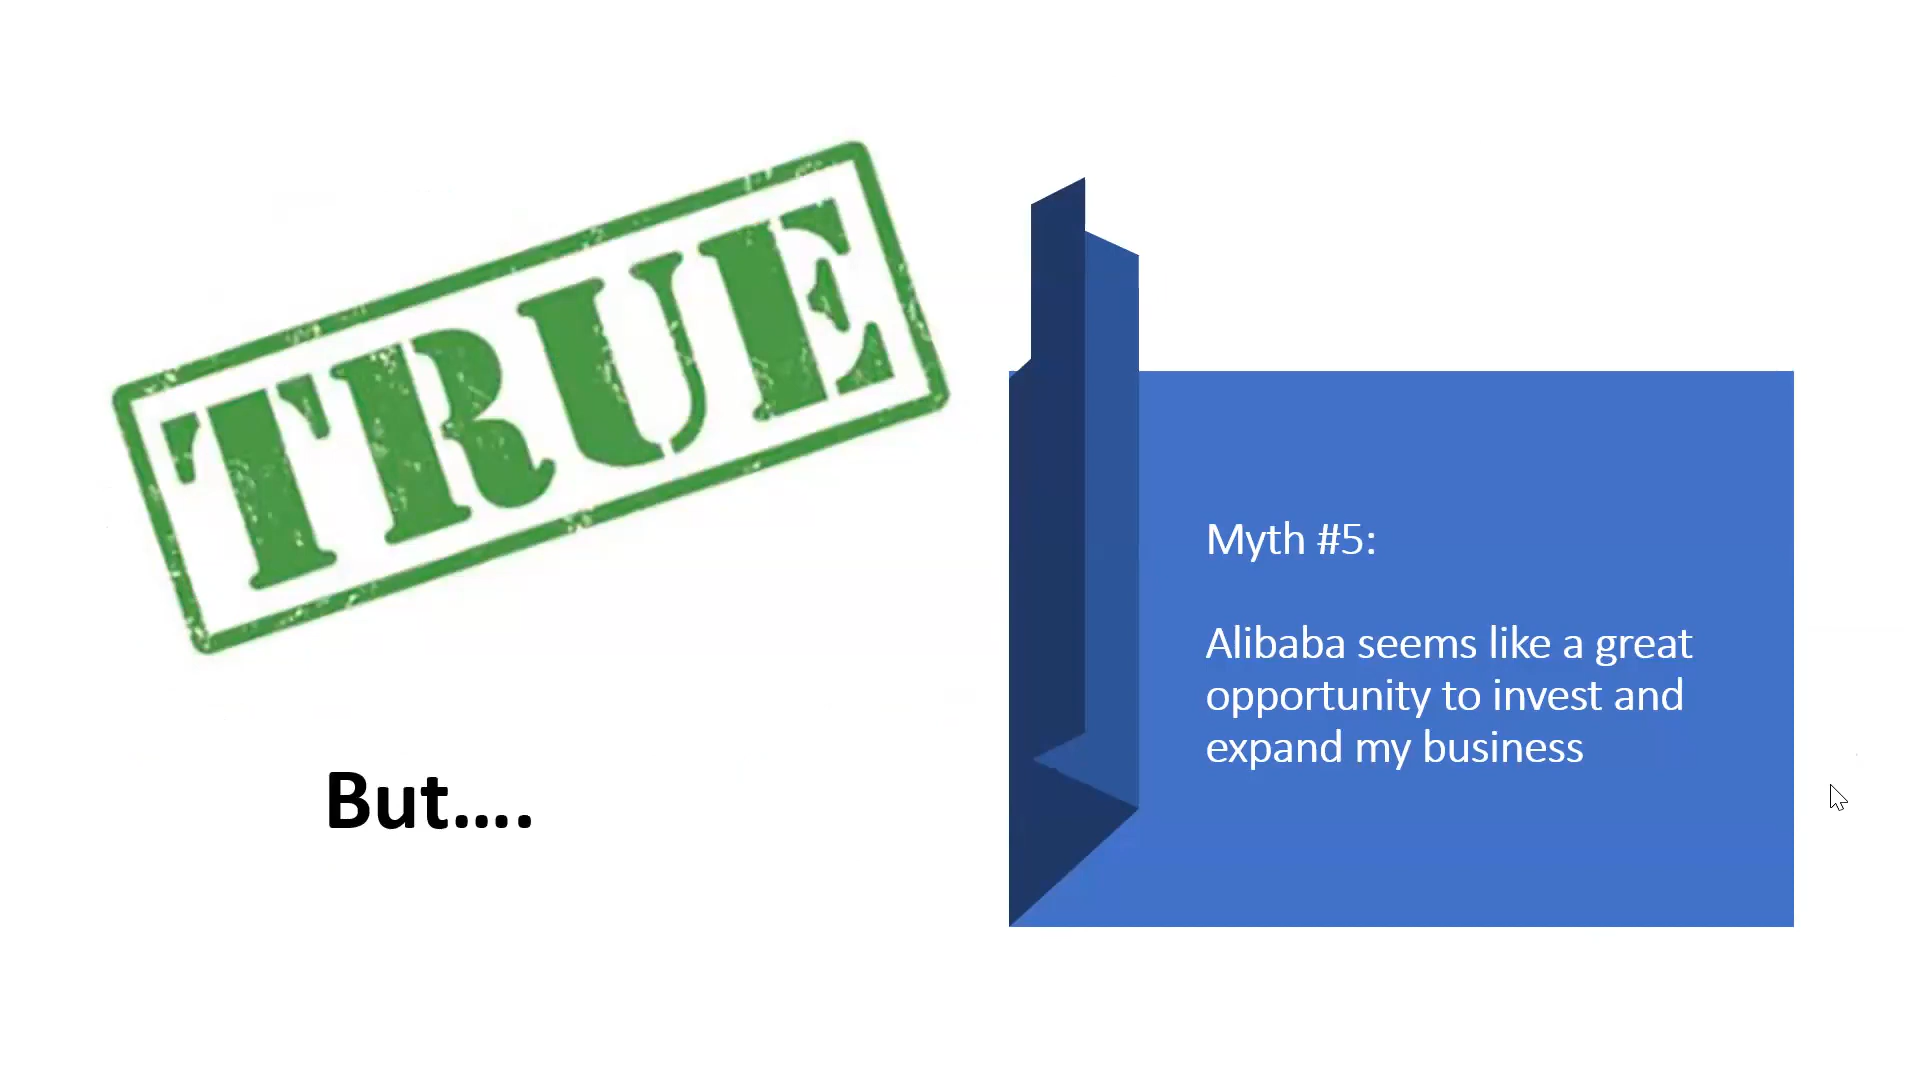 TRUE
But....
Myth #5:
Alibaba seems like a great
opportunity to invest and
expand my business